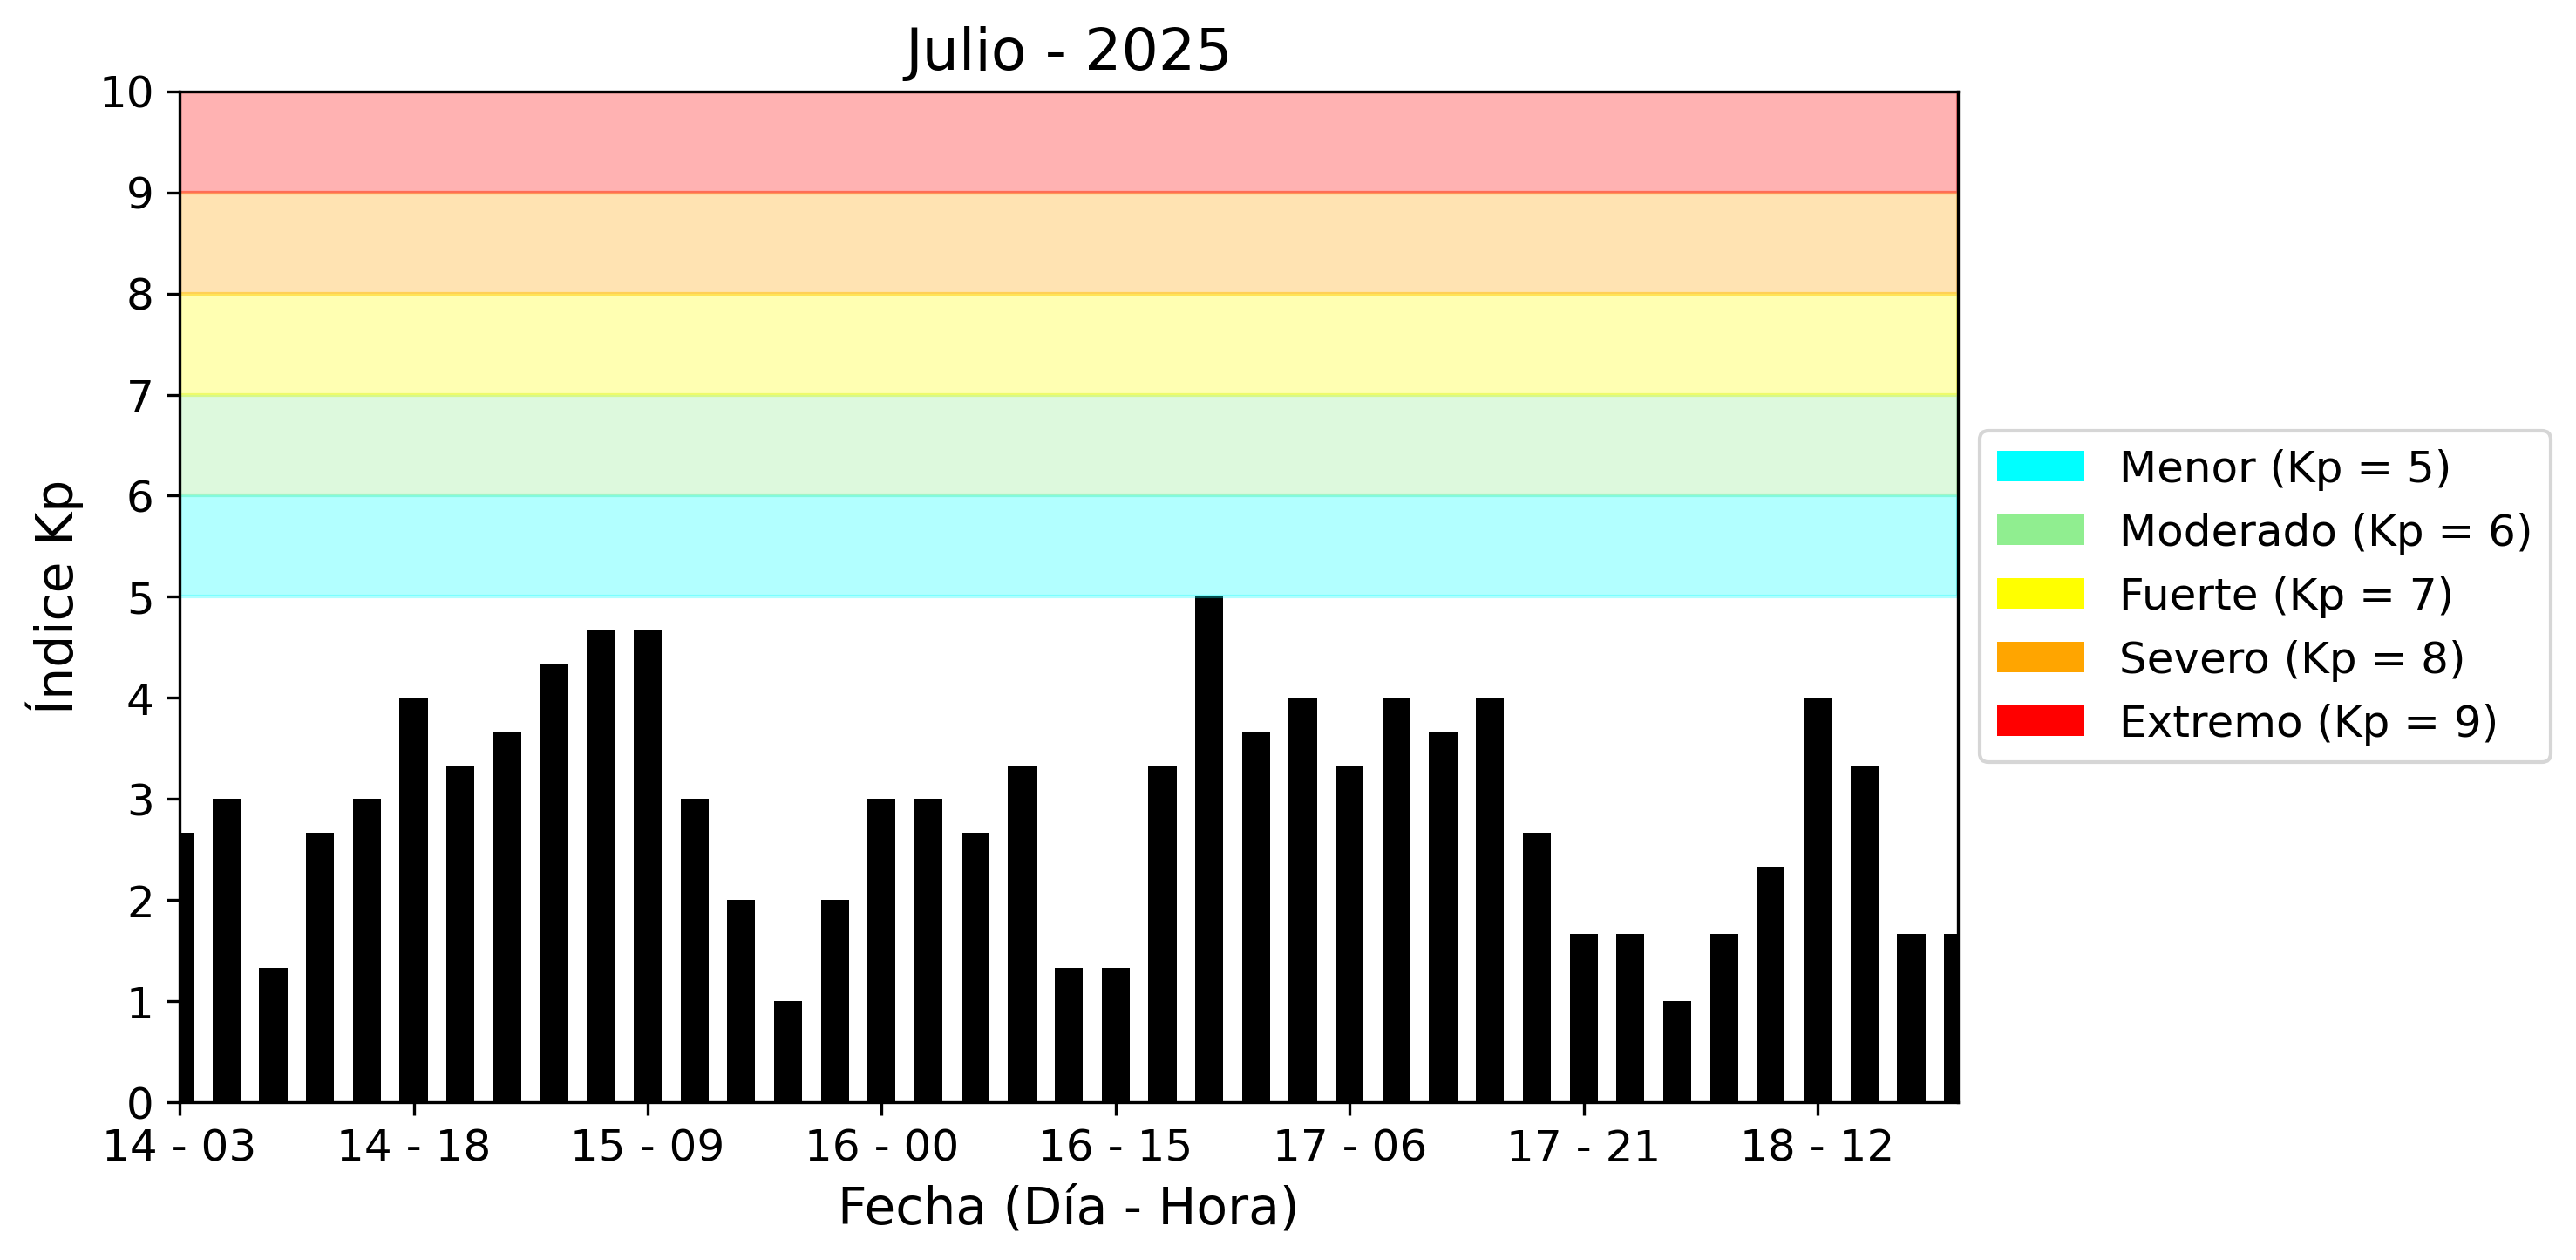 Julio - 2025
10
9
8
7
6
5
4
3
2
1
0
Índice Kp
14 - 03
14 - 18
15 - 09
16 - 00
16 - 15
17 - 06
17 - 21
18 - 12
Fecha (Día - Hora)
Menor (Kp = 5)
Moderado (Kp = 6)
Fuerte (Kp = 7)
Severo (Kp = 8)
Extremo (Kp = 9)